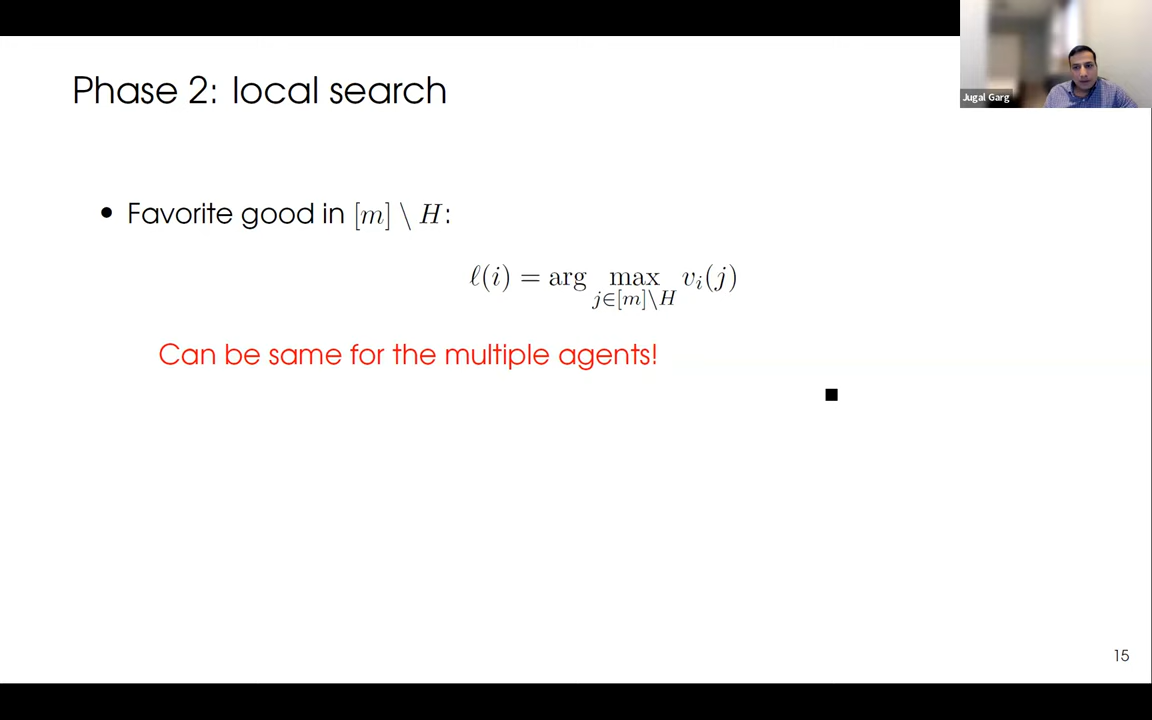 Phase 2: local search
Jugal Garg
• Favorite good in [m] \ H:
ℓ(i) = arg max v_i(j)
j∈[m]\H
Can be same for the multiple agents!
15